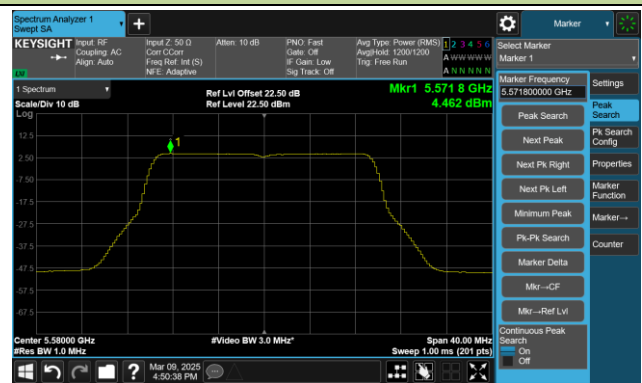 Spectrum Analyzer 1
Swept SA
Marker
KEYSIGHT
Input: RF
Coupling: AC
Align: Auto
Input Z: 50 Ω
Corr CCorr
Freq Ref: Int (S)
NFE: Adaptive
Atten: 10 dB
PNO: Fast
Gate: Off
IF Gain: Low
Sig Track: Off
Avg Type: Power (RMS)
Avg|Hold: 1200/1200
Trig: Free Run
1 2 3 4 5 6
A W W W W W
A N N N N N
LW
Select Marker
Marker 1
1 Spectrum
Scale/Div 10 dB
Ref Lvl Offset 22.50 dB
Ref Level 22.50 dBm
Mkr1 5.571 8 GHz
4.462 dBm
Log
12.5
2.50
-7.50
-17.5
-27.5
-37.5
-47.5
-57.5
-67.5
1
Center 5.58000 GHz
#Res BW 1.0 MHz
#Video BW 3.0 MHz*
Span 40.00 MHz
Sweep 1.00 ms (201 pts)
Marker Frequency
5.571800000 GHz
Peak Search
Next Peak
Next Pk Right
Next Pk Left
Minimum Peak
Pk-Pk Search
Marker Delta
Mkr→CF
Mkr→Ref Lvl
Continuous Peak
Search
On
Off
Settings
Peak
Search
Pk Search
Config
Properties
Marker
Function
Marker→
Counter
Mar 09, 2025
4:50:38 PM